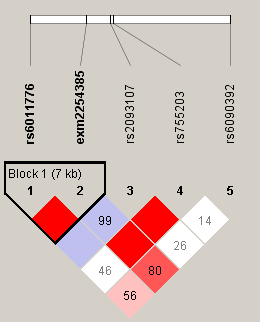 rs6011776
exm2254385
rs2093107
rs755203
rs6090392
Block 1 (7 kb)
1 2 3 4 5
99 14
26
46 80
56